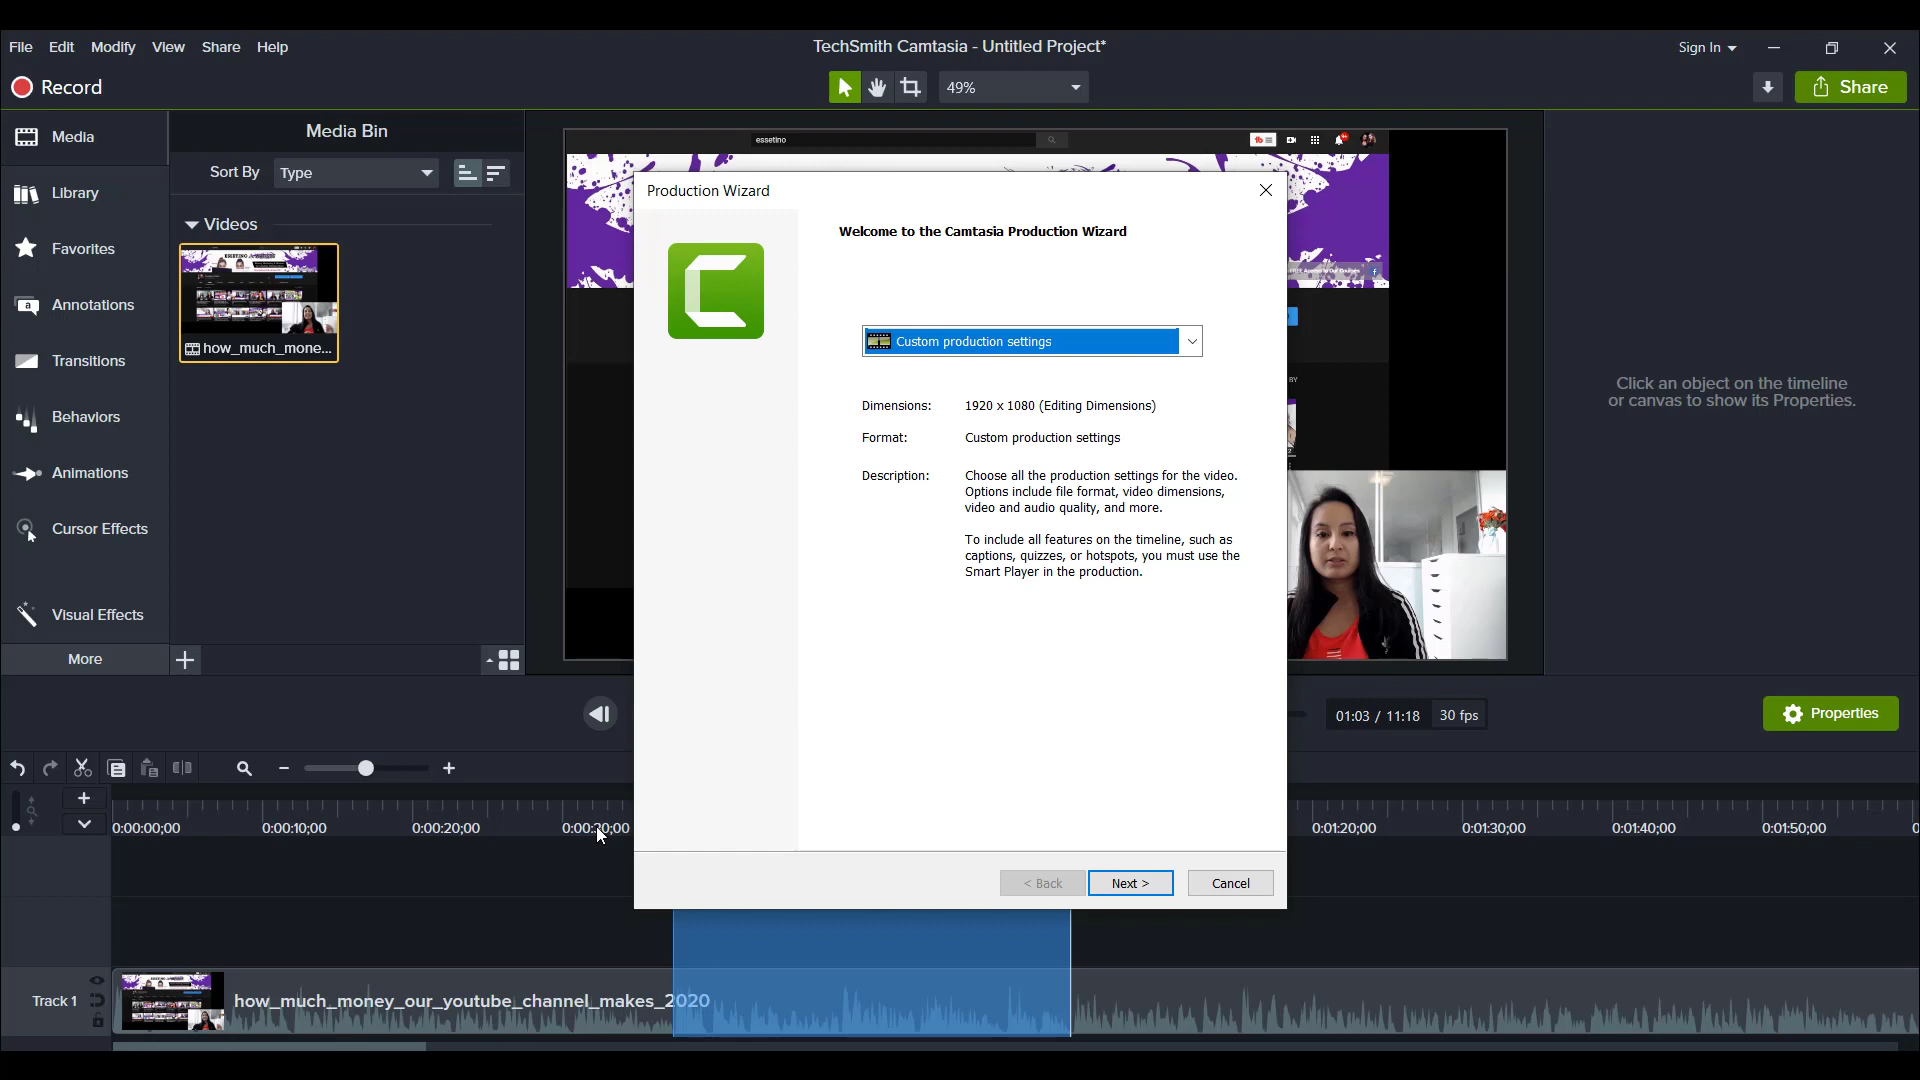 File Edit Modify View Share Help
TechSmith Camtasia - Untitled Project*
Sign In
Record
49%
Share
Media
Library
Favorites
Annotations
Transitions
Behaviors
Animations
Cursor Effects
Visual Effects
More
Media Bin
Sort By Type
Videos
how_much_mone...
essetino
Production Wizard
Welcome to the Camtasia Production Wizard
Custom production settings
Dimensions: 1920 x 1080 (Editing Dimensions)
Format: Custom production settings
Description: Choose all the production settings for the video.
Options include file format, video dimensions,
video and audio quality, and more.
To include all features on the timeline, such as
captions, quizzes, or hotspots, you must use the
Smart Player in the production.
< Back Next > Cancel
FREE Access to Our Courses
BY
Click an object on the timeline
or canvas to show its Properties.
01:03 / 11:18 30 fps
Properties
0:00:00;00 0:00:10;00 0:00:20;00 0:00:30;00 0:01:20;00 0:01:30;00 0:01:40;00 0:01:50;00
Track 1
how_much_money_our_youtube_channel_makes_2020